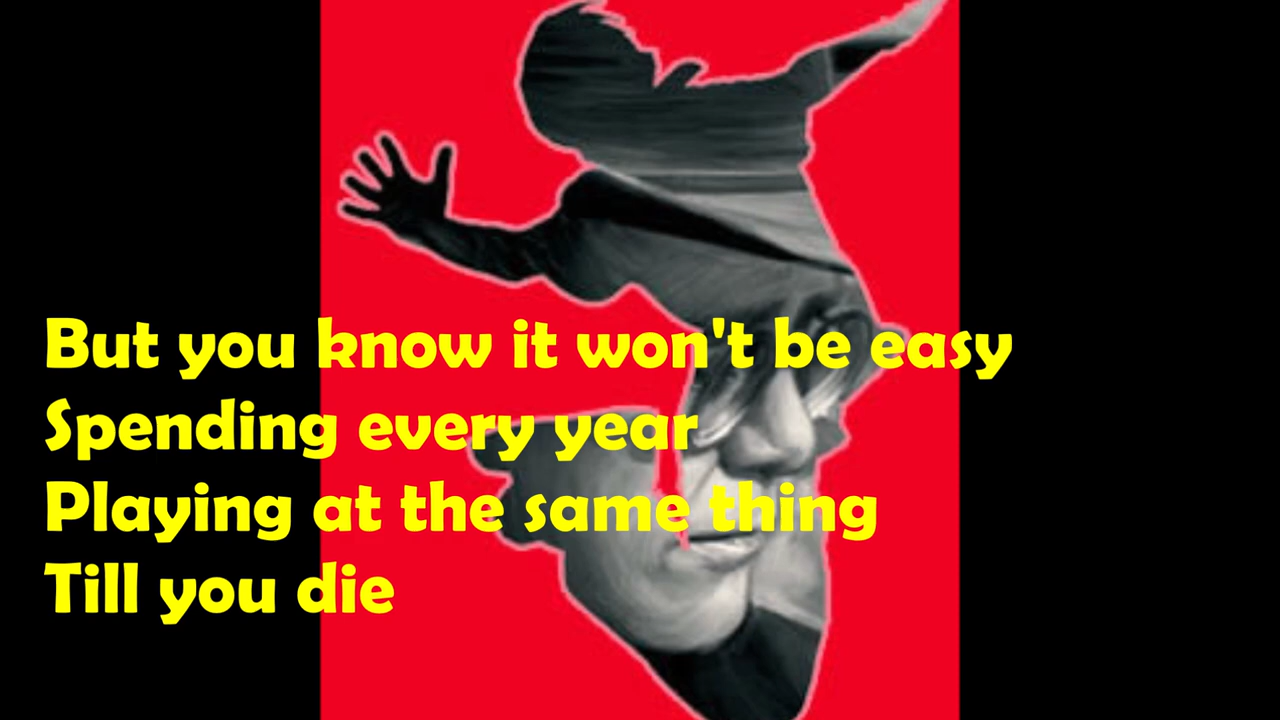 But you know it won't be easy
Spending every year
Playing at the same thing
Till you die